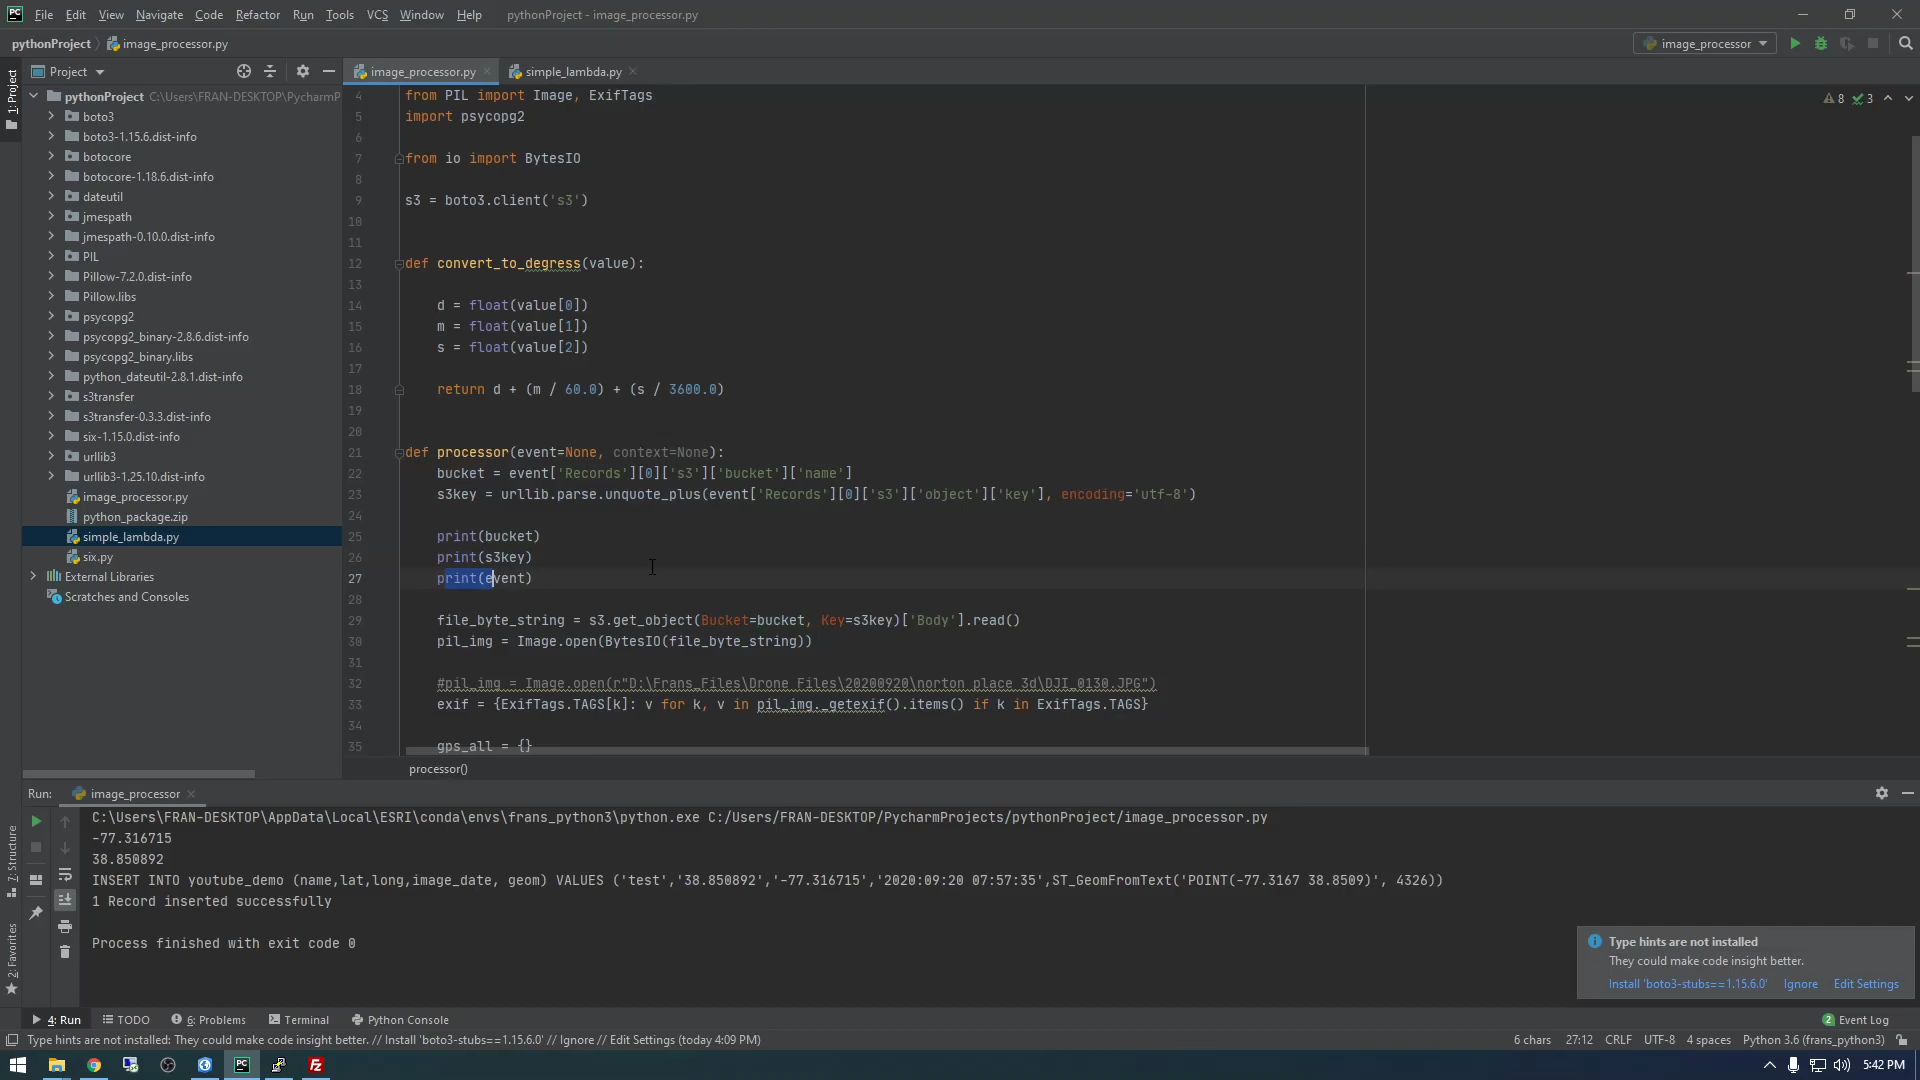 PC File Edit View Navigate Code Refactor Run Tools VCS Window Help pythonProject - image_processor.py
pythonProject image_processor.py image_processor
Project image_processor.py simple_lambda.py
1: Project
pythonProject C:\Users\FRAN-DESKTOP\PycharmP
boto3
boto3-1.15.6.dist-info
botocore
botocore-1.18.6.dist-info
dateutil
jmespath
jmespath-0.10.0.dist-info
PIL
Pillow-7.2.0.dist-info
Pillow.libs
psycopg2
psycopg2_binary-2.8.6.dist-info
psycopg2_binary.libs
python_dateutil-2.8.1.dist-info
s3transfer
s3transfer-0.3.3.dist-info
six-1.15.0.dist-info
urllib3
urllib3-1.25.10.dist-info
image_processor.py
python_package.zip
simple_lambda.py
six.py
External Libraries
Scratches and Consoles
8 3
4 from PIL import Image, ExifTags
5 import psycopg2
6
7 from io import BytesIO
8
9 s3 = boto3.client('s3')
10
11
12 def convert_to_degress(value):
13
14 d = float(value[0])
15 m = float(value[1])
16 s = float(value[2])
17
18 return d + (m / 60.0) + (s / 3600.0)
19
20
21 def processor(event=None, context=None):
22 bucket = event['Records'][0]['s3']['bucket']['name']
23 s3key = urllib.parse.unquote_plus(event['Records'][0]['s3']['object']['key'], encoding='utf-8')
24
25 print(bucket)
26 print(s3key)
27 print(event)
28
29 file_byte_string = s3.get_object(Bucket=bucket, Key=s3key)['Body'].read()
30 pil_img = Image.open(BytesIO(file_byte_string))
31
32 #pil_img = Image.open(r"D:\Frans_Files\Drone Files\20200920\norton place 3d\DJI_0130.JPG")
33 exif = {ExifTags.TAGS[k]: v for k, v in pil_img._getexif().items() if k in ExifTags.TAGS}
34
35 gps_all = {}
processor()
Run: image_processor
7: Structure
2: Favorites
C:\Users\FRAN-DESKTOP\AppData\Local\ESRI\conda\envs\frans_python3\python.exe C:/Users/FRAN-DESKTOP/PycharmProjects/pythonProject/image_processor.py
-77.316715
38.850892
INSERT INTO youtube_demo (name,lat,long,image_date, geom) VALUES ('test','38.850892','-77.316715','2020:09:20 07:57:35',ST_GeomFromText('POINT(-77.3167 38.8509)', 4326))
1 Record inserted successfully
Process finished with exit code 0
Type hints are not installed
They could make code insight better.
Install 'boto3-stubs==1.15.6.0' Ignore Edit Settings
4: Run TODO 6: Problems Terminal Python Console 2 Event Log
Type hints are not installed: They could make code insight better. // Install 'boto3-stubs==1.15.6.0' // Ignore // Edit Settings (today 4:09 PM) 6 chars 27:12 CRLF UTF-8 4 spaces Python 3.6 (frans_python3)
PC Fz 5:42 PM